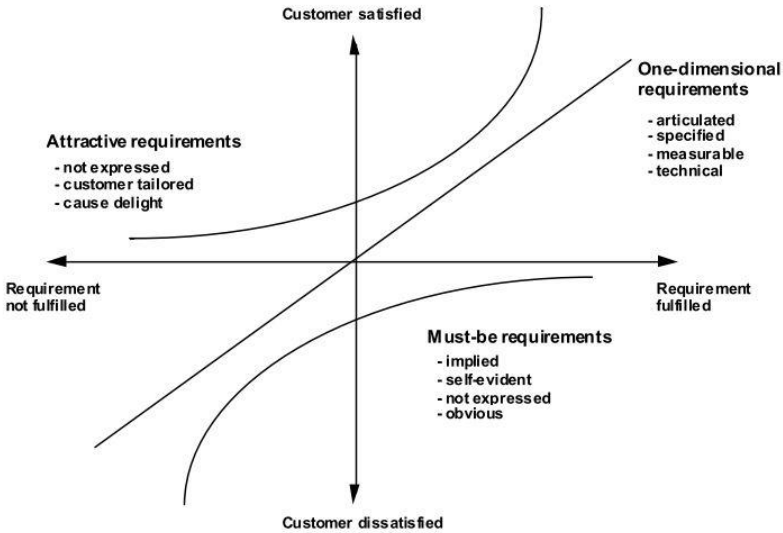 Customer satisfied
One-dimensional
requirements
- articulated
- specified
- measurable
- technical
Attractive requirements
- not expressed
- customer tailored
- cause delight
Requirement
not fulfilled
Requirement
fulfilled
Must-be requirements
- implied
- self-evident
- not expressed
- obvious
Customer dissatisfied